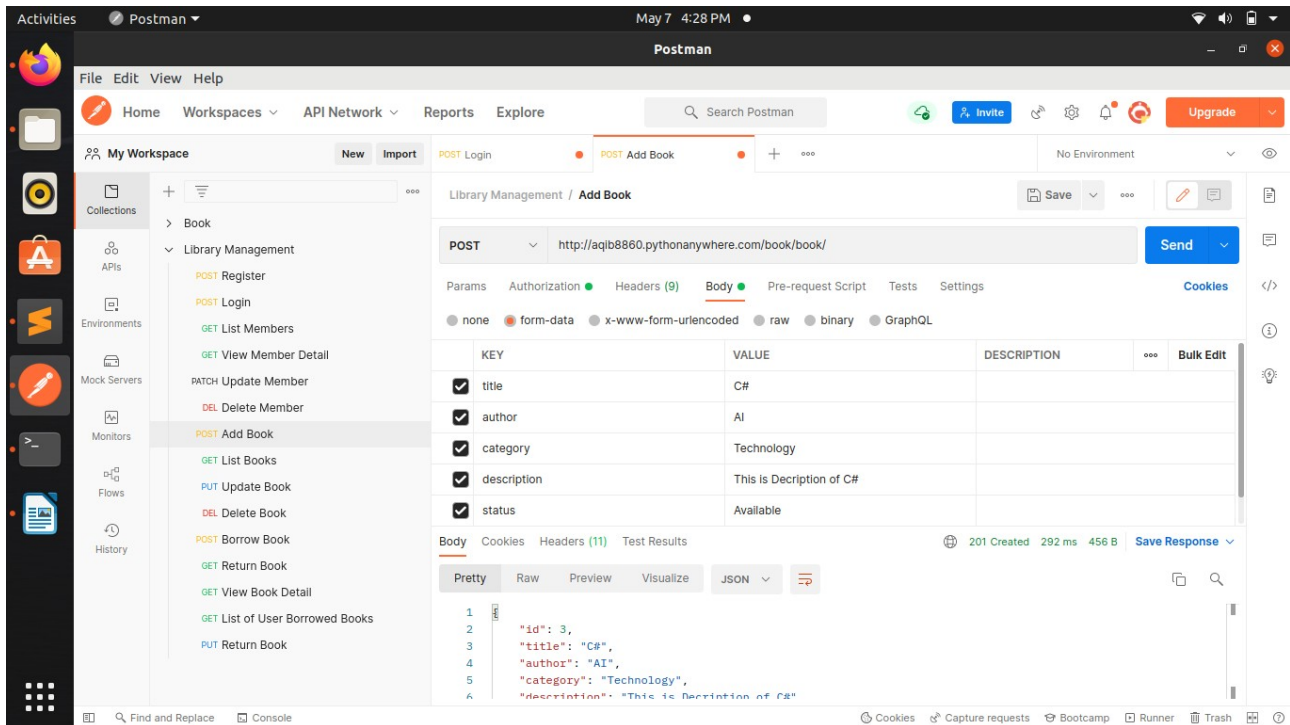 Activities Postman May 7 4:28 PM
Postman
File Edit View Help
Home Workspaces API Network Reports Explore Search Postman Invite Upgrade
My Workspace New Import POST Login POST Add Book No Environment
Collections
APIs
Environments
Mock Servers
Monitors
Flows
History
Book
Library Management
POST Register
POST Login
GET List Members
GET View Member Detail
PATCH Update Member
DEL Delete Member
POST Add Book
GET List Books
PUT Update Book
DEL Delete Book
POST Borrow Book
GET Return Book
GET View Book Detail
GET List of User Borrowed Books
PUT Return Book
Library Management / Add Book Save
POST http://aqib8860.pythonanywhere.com/book/book/ Send
Params Authorization Headers (9) Body Pre-request Script Tests Settings Cookies
none form-data x-www-form-urlencoded raw binary GraphQL
KEY VALUE DESCRIPTION Bulk Edit
title C#
author AI
category Technology
description This is Decription of C#
status Available
Body Cookies Headers (11) Test Results 201 Created 292 ms 456 B Save Response
Pretty Raw Preview Visualize JSON
1 {
2 "id": 3,
3 "title": "C#",
4 "author": "AI",
5 "category": "Technology",
6 "description": "This is Decription of C#"
Find and Replace Console Cookies Capture requests Bootcamp Runner Trash